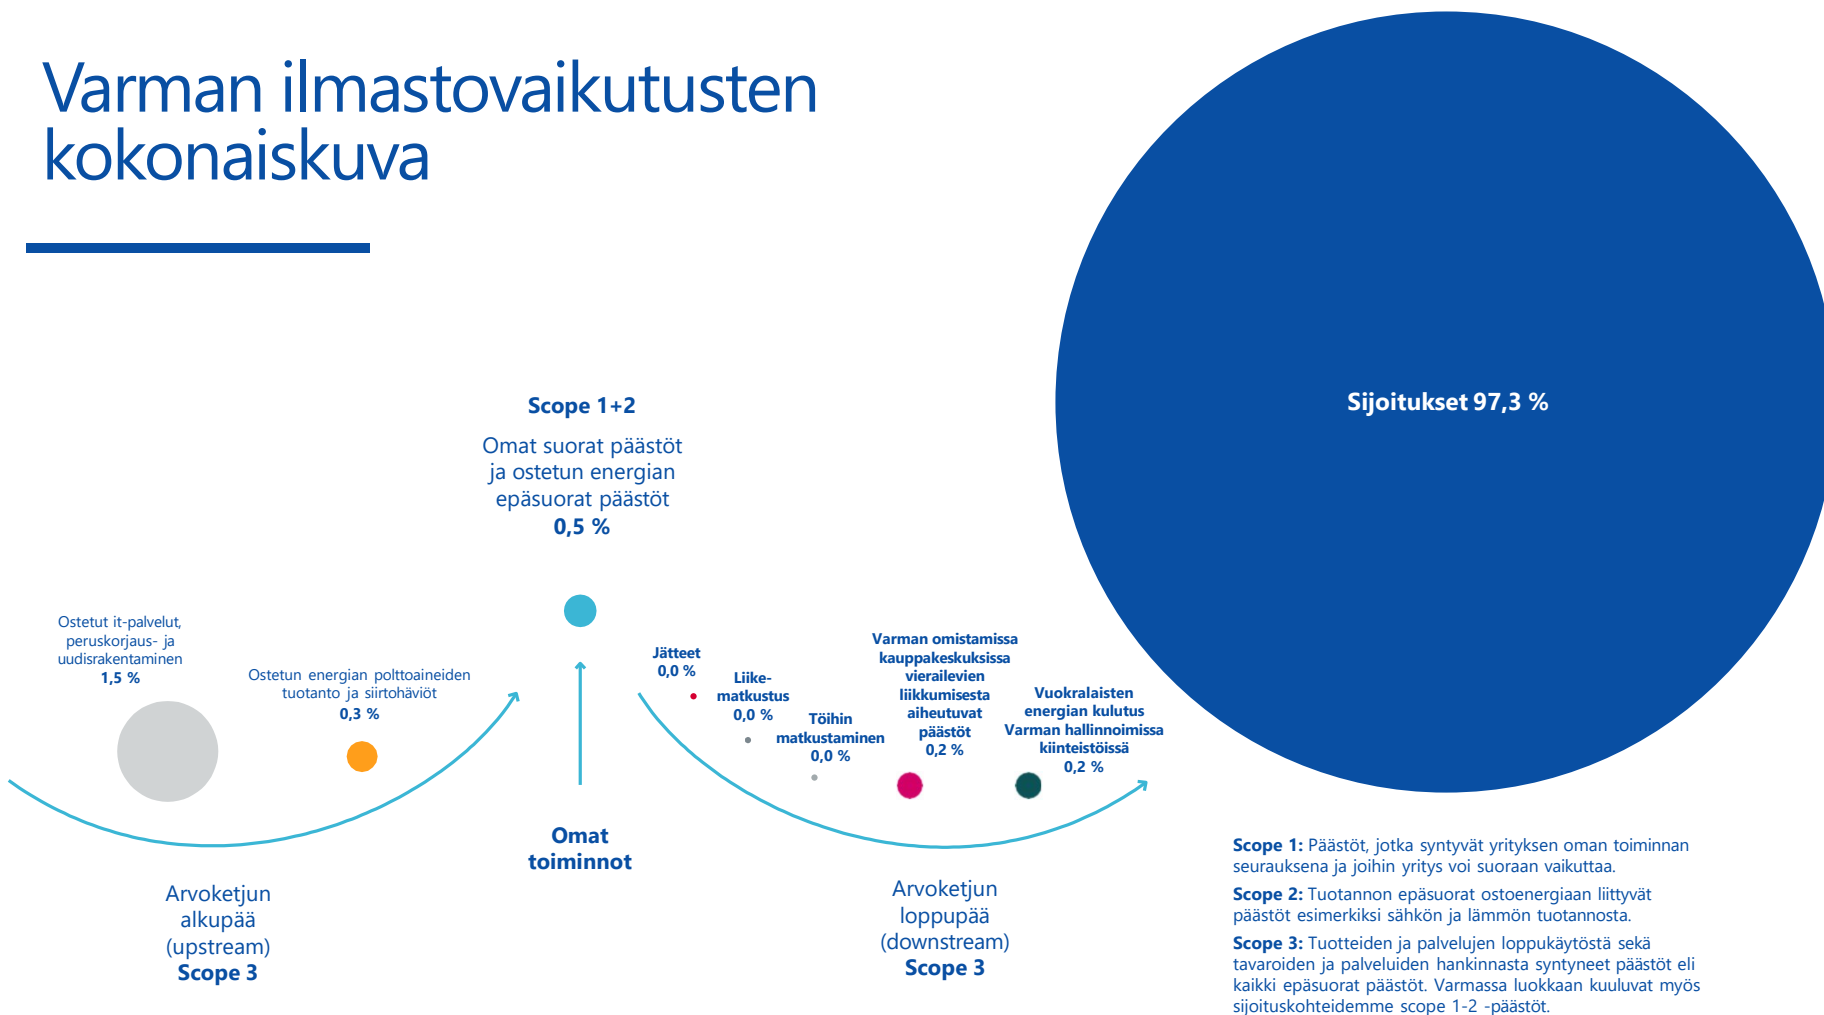 Varman ilmastovaikutusten
kokonaiskuva
Sijoitukset 97,3 %
Scope 1+2
Omat suorat päästöt
ja ostetun energian
epäsuorat päästöt
0,5 %
Ostetut it-palvelut,
peruskorjaus- ja
uudisrakentaminen
1,5 %
Ostetun energian polttoaineiden
tuotanto ja siirtohäviöt
0,3 %
Jätteet
0,0 %
Liike-
matkustus
0,0 %
Töihin
matkustaminen
0,0 %
Varman omistamissa
kauppakeskuksissa
vierailevien
liikkumisesta
aiheutuvat
päästöt
0,2 %
Vuokralaisten
energian kulutus
Varman hallinnoimissa
kiinteistöissä
0,2 %
Arvoketjun
alkupää
(upstream)
Scope 3
Omat
toiminnot
Arvoketjun
loppupää
(downstream)
Scope 3
Scope 1: Päästöt, jotka syntyvät yrityksen oman toiminnan
seurauksena ja joihin yritys voi suoraan vaikuttaa.
Scope 2: Tuotannon epäsuorat ostoenergiaan liittyvät
päästöt esimerkiksi sähkön ja lämmön tuotannosta.
Scope 3: Tuotteiden ja palvelujen loppukäytöstä sekä
tavaroiden ja palveluiden hankinnasta syntyneet päästöt eli
kaikki epäsuorat päästöt. Varmassa luokkaan kuuluvat myös
sijoituskohteidemme scope 1-2 -päästöt.